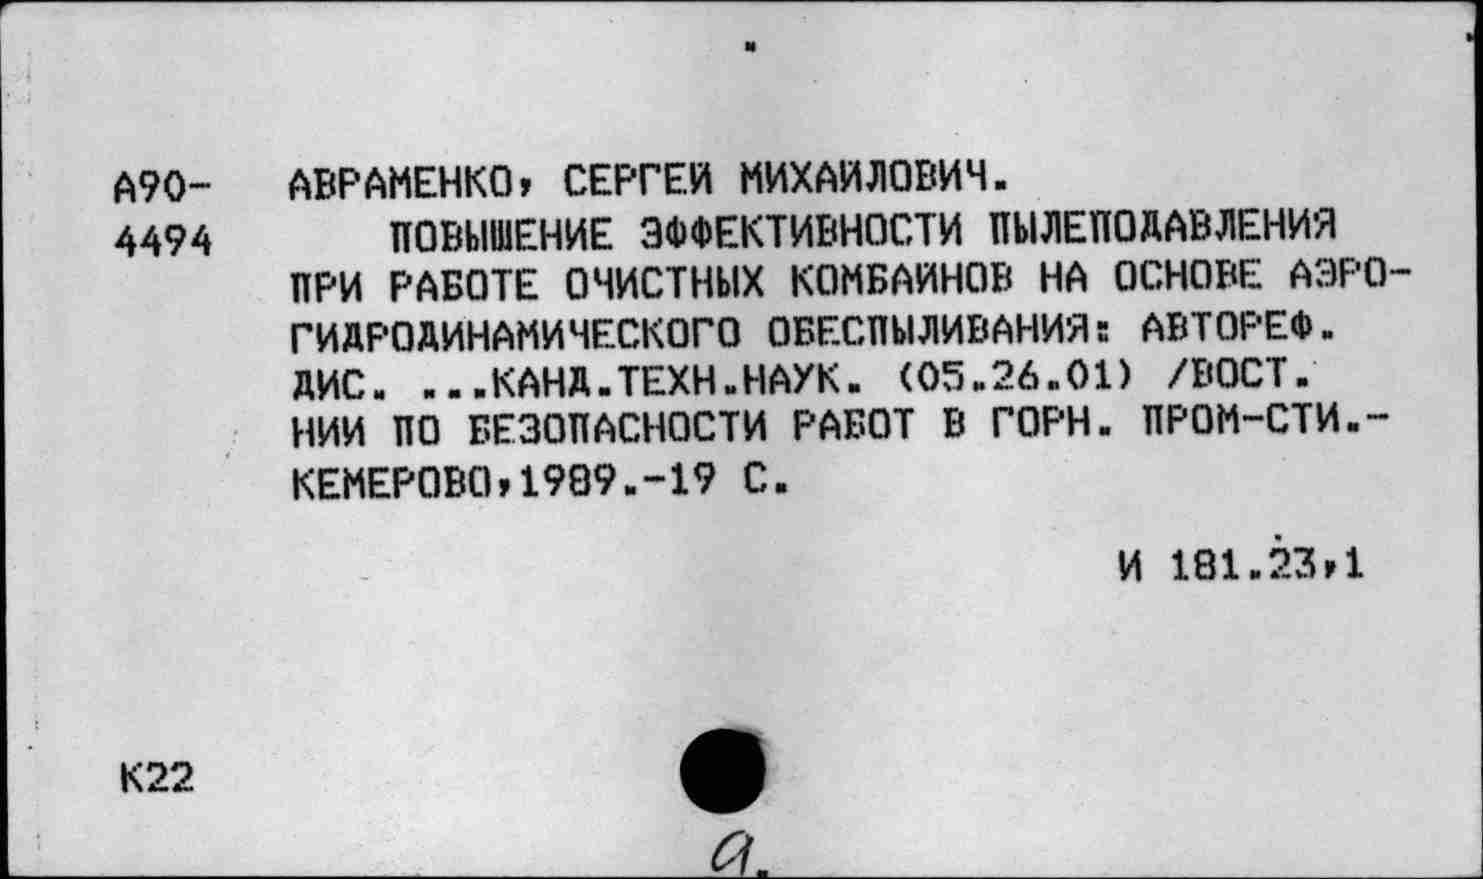 А90- АВРАМЕНКО, СЕРГЕЙ МИХАЙЛОВИЧ.
4494 ПОВЫШЕНИЕ ЭФФЕКТИВНОСТИ ПЫЛЕПОДАВЛЕНИЯ
ПРИ РАБОТЕ ОЧИСТНЫХ КОМБАЙНОВ НА ОСНОВЕ АЭРО-
ГИДРОДИНАМИЧЕСКОГО ОБЕСПЫЛИВАНИЯ: АВТОРЕФ.
ДИС. ...КАНД.ТЕХН.НАУК. (05.26.01) /ВОСТ.
НИИ ПО БЕЗОПАСНОСТИ РАБОТ В ГОРН. ПРОМ-СТИ.-
КЕМЕРОВО,1989.-19 С.
И 181.23,1
К22
а.